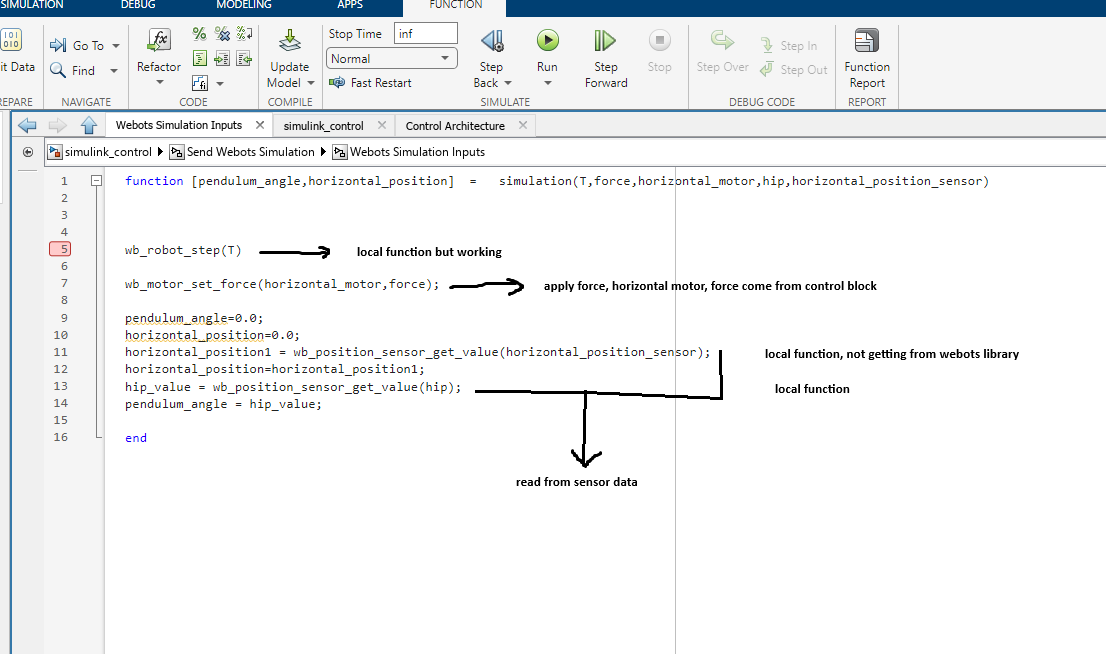 SIMULATION DEBUG MODELING APPS FUNCTION
it Data
Go To
Find
Refactor
Update
Model
Stop Time inf
Normal
Fast Restart
Step
Back
Run
Step
Forward
Stop
Step Over
Step In
Step Out
Function
Report
REPARE NAVIGATE CODE COMPILE SIMULATE DEBUG CODE REPORT
Webots Simulation Inputs simulink_control Control Architecture
simulink_control Send Webots Simulation Webots Simulation Inputs
1 function [pendulum_angle,horizontal_position] = simulation(T,force,horizontal_motor,hip,horizontal_position_sensor)
2
3
4
5 wb_robot_step(T) local function but working
6
7 wb_motor_set_force(horizontal_motor,force); apply force, horizontal motor, force come from control block
8
9 pendulum_angle=0.0;
10 horizontal_position=0.0;
11 horizontal_position1 = wb_position_sensor_get_value(horizontal_position_sensor); local function, not getting from webots library
12 horizontal_position=horizontal_position1;
13 hip_value = wb_position_sensor_get_value(hip); local function
14 pendulum_angle = hip_value;
15
16 end
read from sensor data